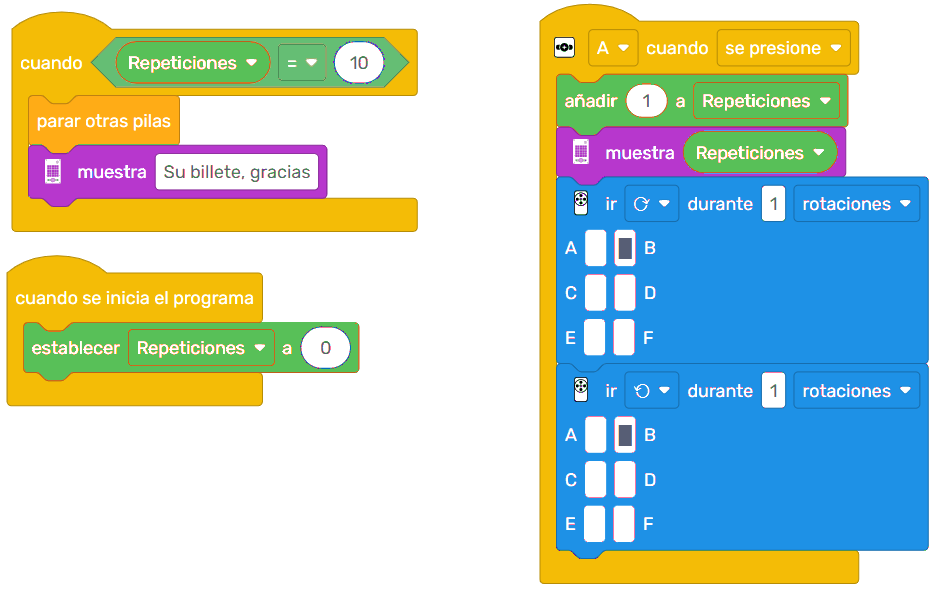 cuando Repeticiones = 10
parar otras pilas
muestra Su billete, gracias
cuando se inicia el programa
establecer Repeticiones a 0
A cuando se presione
añadir 1 a Repeticiones
muestra Repeticiones
ir durante 1 rotaciones
A B
C D
E F
ir durante 1 rotaciones
A B
C D
E F